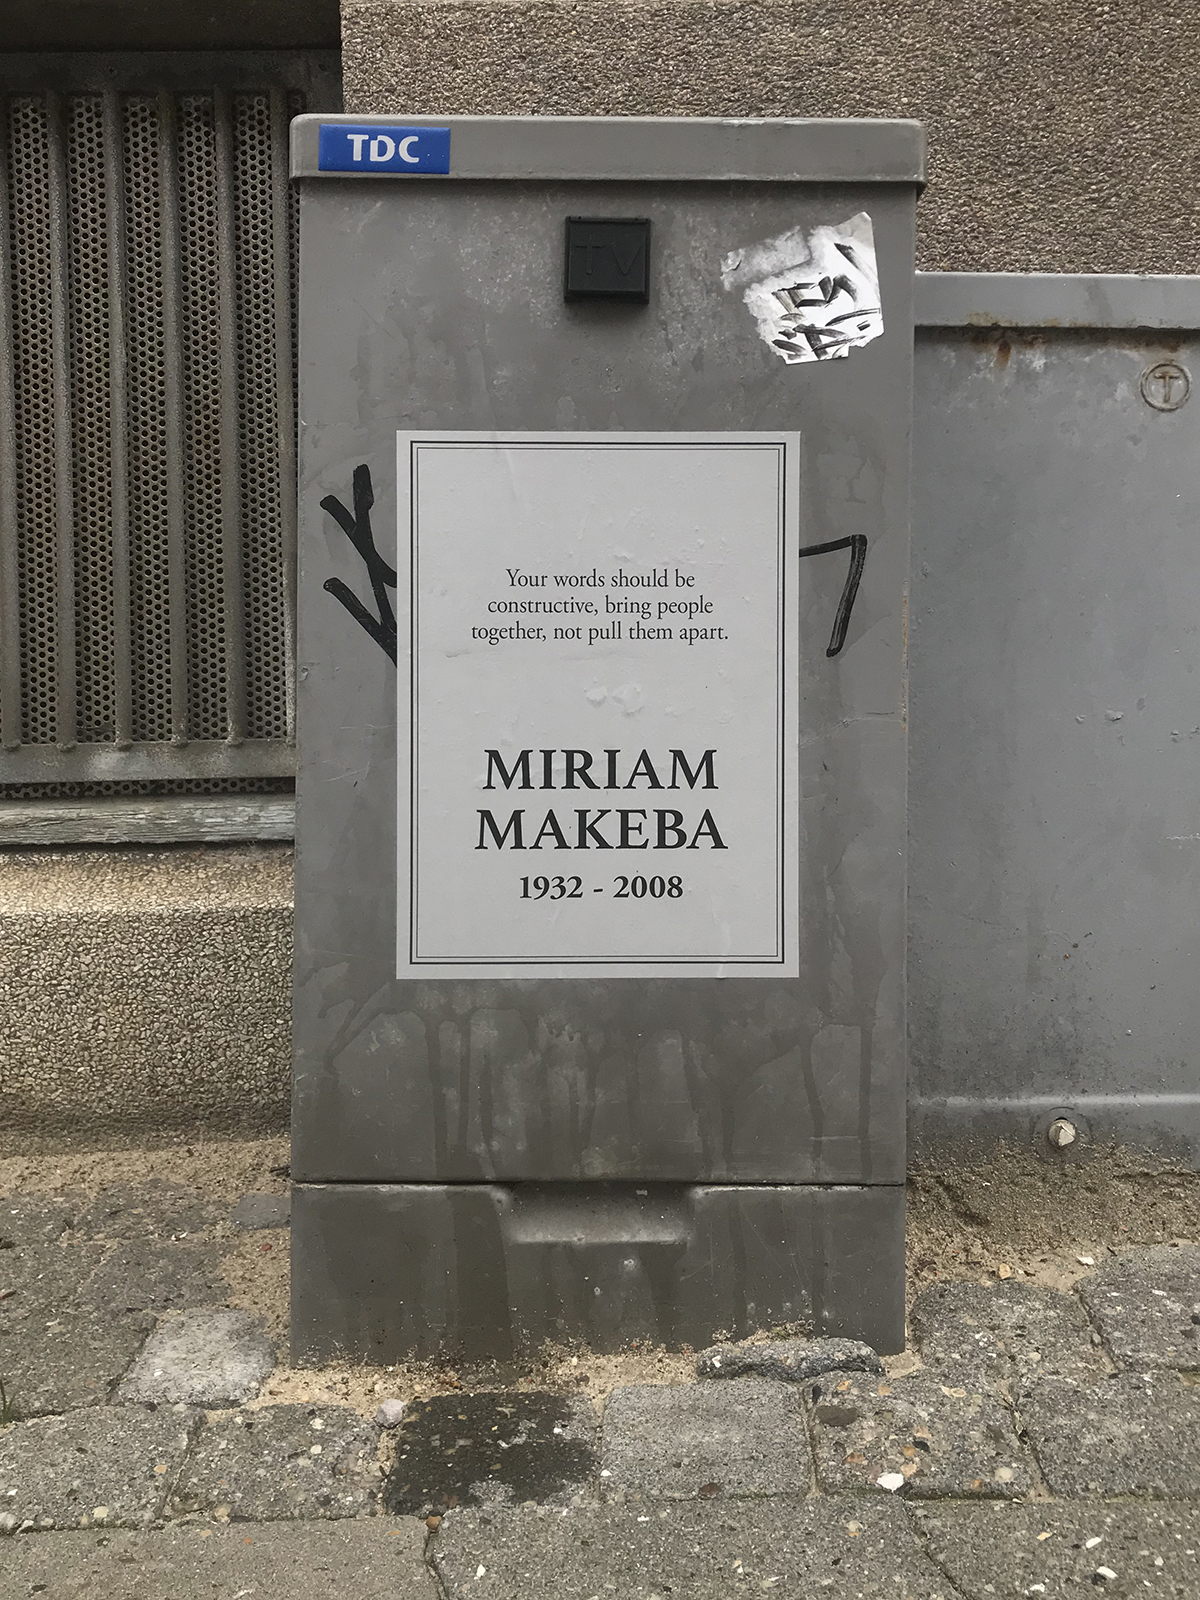 TDC
TV
T
Your words should be
constructive, bring people
together, not pull them apart.
MIRIAM
MAKEBA
1932 - 2008